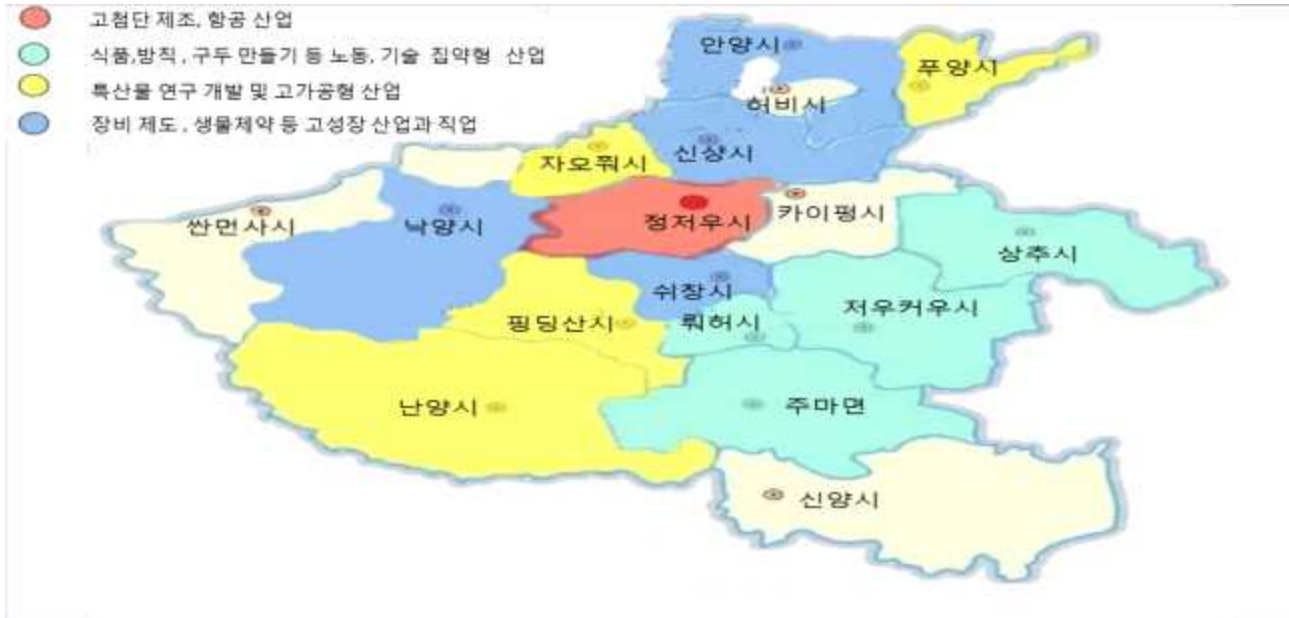 고첨단 제조, 항공 산업
식품,방직, 구두 만들기 등 노동, 기술 집약형 산업
특산물 연구 개발 및 고가공형 산업
장비 제도, 생물제약 등 고성장 산업과 직업
안양시
푸양시
허비시
신샹시
자오쭤시
싼먼사시
낙양시
정저우시
카이펑시
상추시
쉬창시
저우커우시
핑딩산시
뤄허시
난양시
주마면
신양시